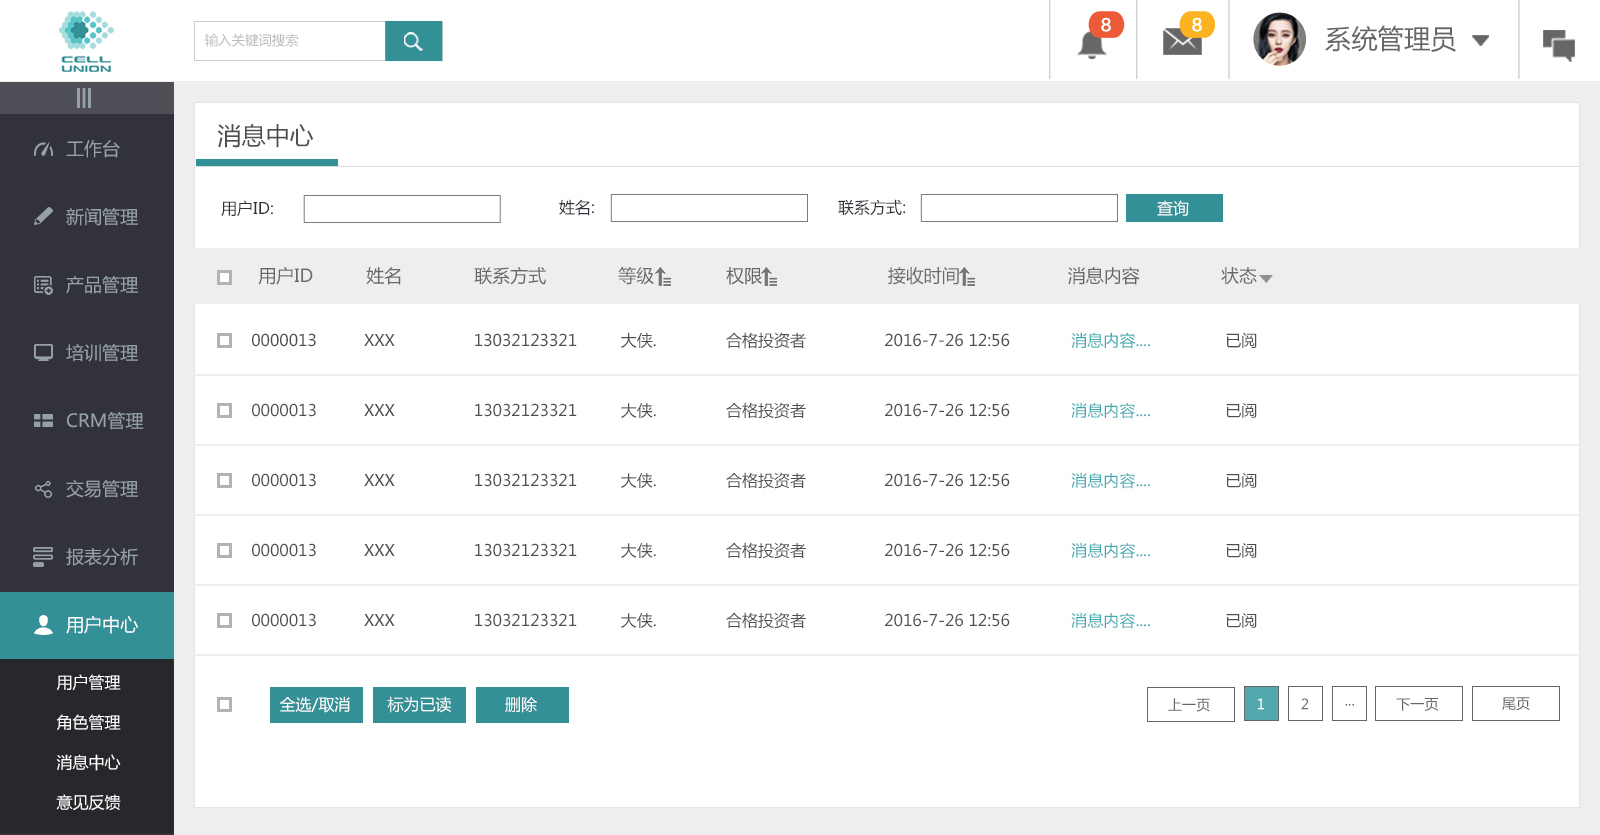 CELL
UNION
输入关键词搜索
8
8
系统管理员
工作台
新闻管理
产品管理
培训管理
CRM管理
交易管理
报表分析
用户中心
用户管理
角色管理
消息中心
意见反馈
消息中心
用户ID: 姓名: 联系方式: 查询
用户ID 姓名 联系方式 等级 权限 接收时间 消息内容 状态
0000013 XXX 13032123321 大侠. 合格投资者 2016-7-26 12:56 消息内容.... 已阅
0000013 XXX 13032123321 大侠. 合格投资者 2016-7-26 12:56 消息内容.... 已阅
0000013 XXX 13032123321 大侠. 合格投资者 2016-7-26 12:56 消息内容.... 已阅
0000013 XXX 13032123321 大侠. 合格投资者 2016-7-26 12:56 消息内容.... 已阅
0000013 XXX 13032123321 大侠. 合格投资者 2016-7-26 12:56 消息内容.... 已阅
全选/取消 标为已读 删除 上一页 1 2 ... 下一页 尾页